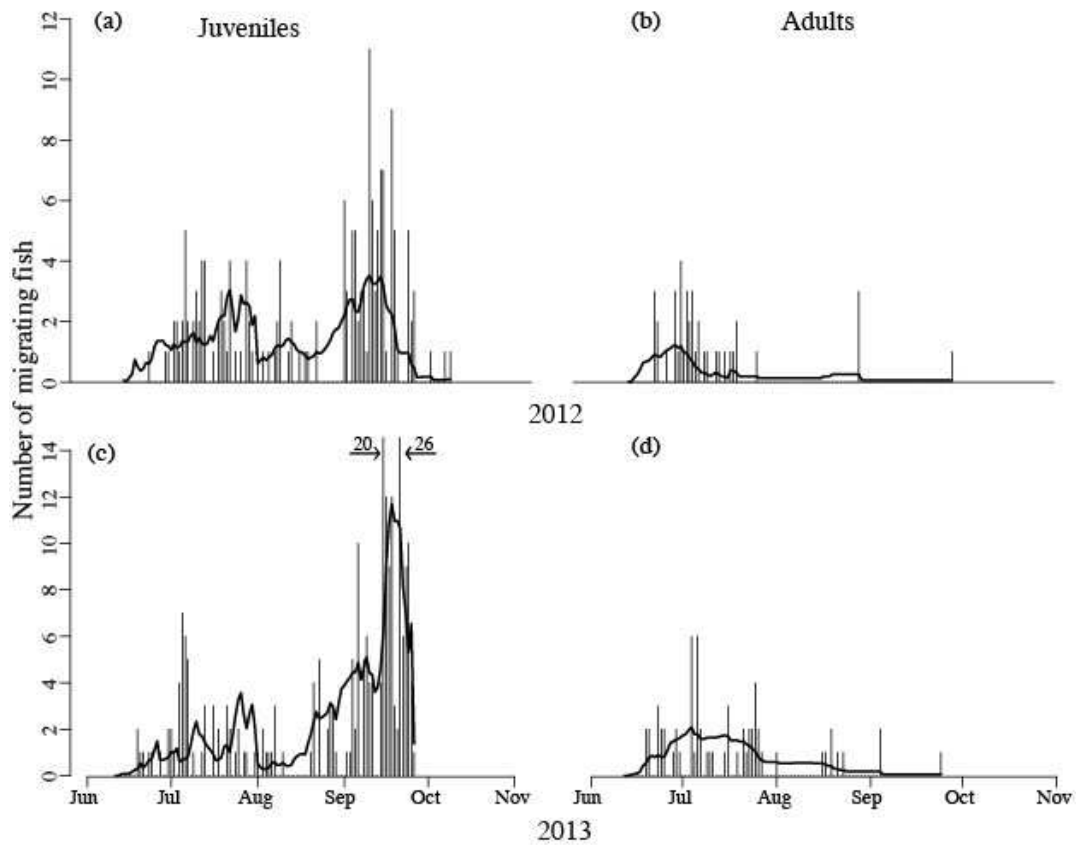 (a)
Juveniles
(b)
Adults
12
10
8
6
4
2
0
2012
Number of migrating fish
(c)
20
26
(d)
14
12
10
8
6
4
2
0
Jun Jul Aug Sep Oct Nov
Jun Jul Aug Sep Oct Nov
2013